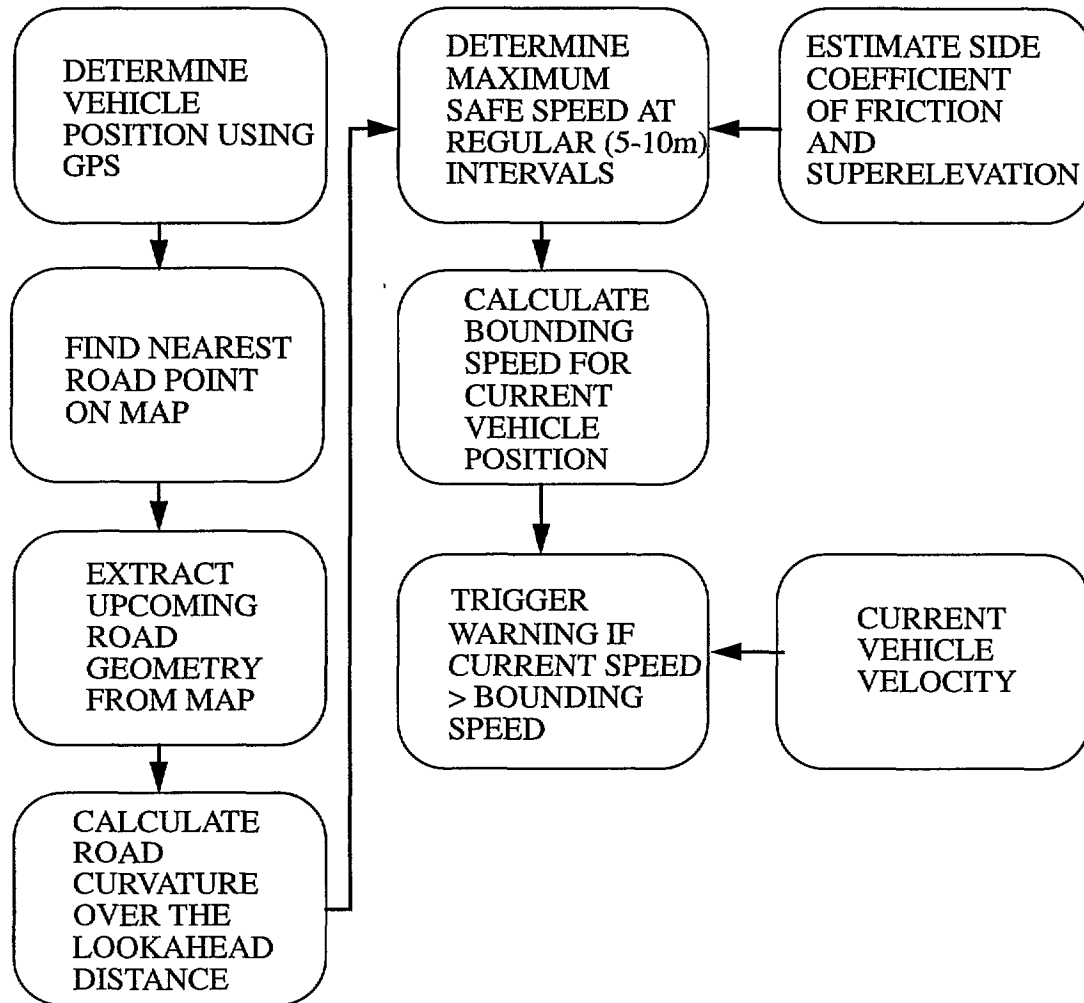 DETERMINE
VEHICLE
POSITION USING
GPS
FIND NEAREST
ROAD POINT
ON MAP
EXTRACT
UPCOMING
ROAD
GEOMETRY
FROM MAP
CALCULATE
ROAD
CURVATURE
OVER THE
LOOKAHEAD
DISTANCE
DETERMINE
MAXIMUM
SAFE SPEED AT
REGULAR (5-10m)
INTERVALS
ESTIMATE SIDE
COEFFICIENT
OF FRICTION
AND
SUPERELEVATION
CALCULATE
BOUNDING
SPEED FOR
CURRENT
VEHICLE
POSITION
TRIGGER
WARNING IF
CURRENT SPEED
> BOUNDING
SPEED
CURRENT
VEHICLE
VELOCITY